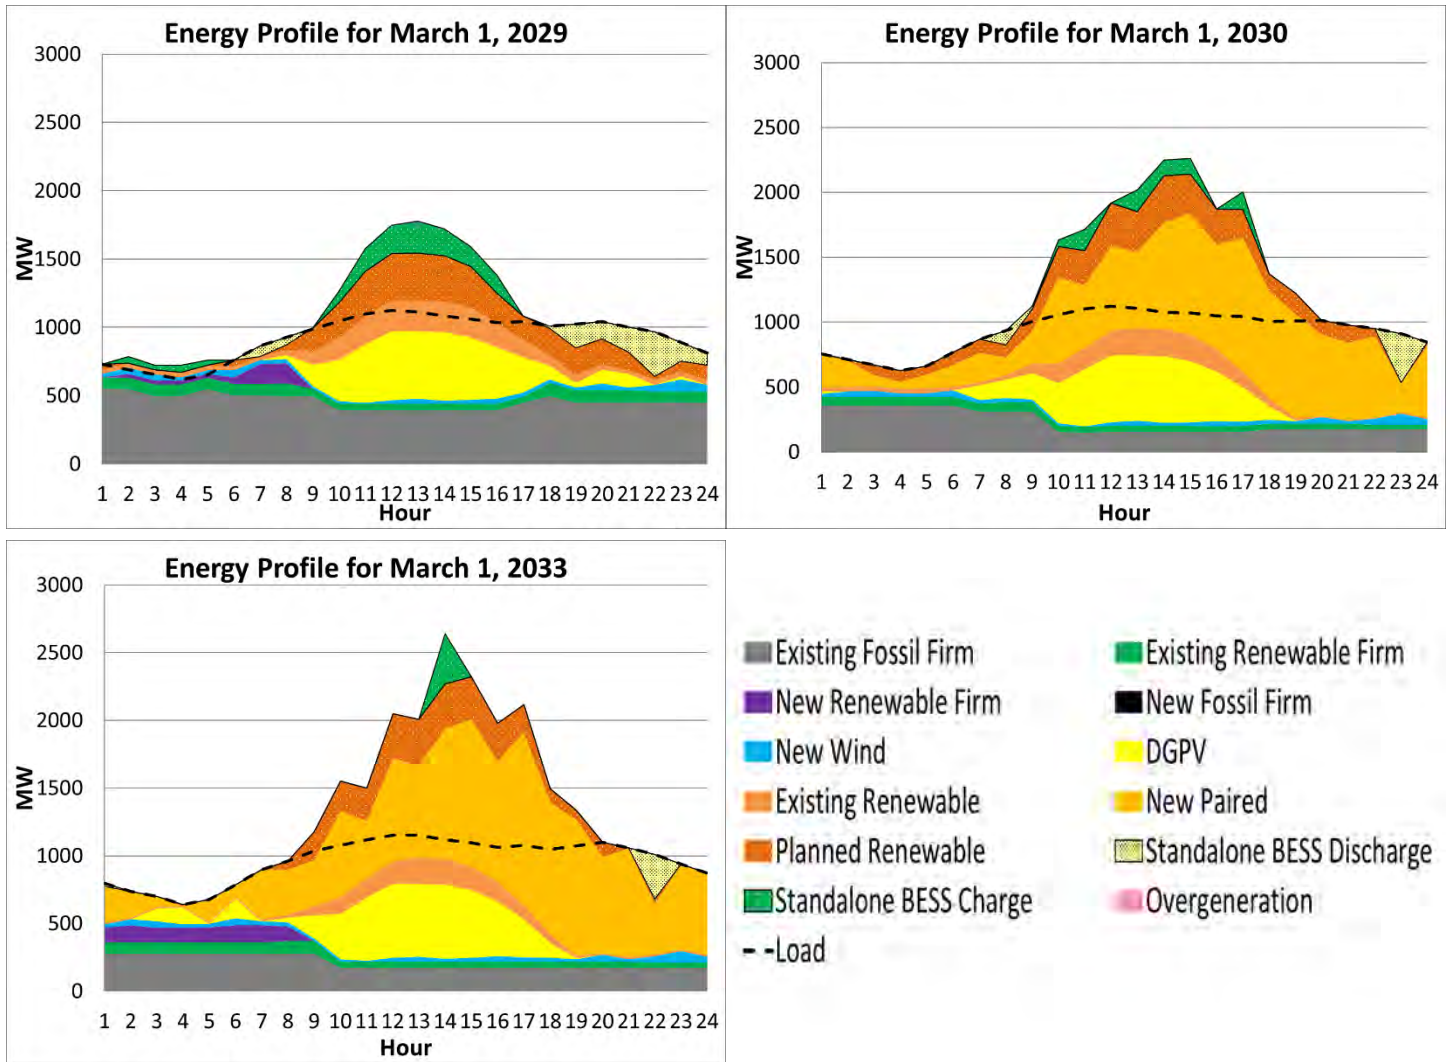 Energy Profile for March 1, 2029
3000
2500
2000
1500
1000
500
0
MW
1 2 3 4 5 6 7 8 9 10 11 12 13 14 15 16 17 18 19 20 21 22 23 24
Hour
Energy Profile for March 1, 2030
3000
2500
2000
1500
1000
500
0
MW
1 2 3 4 5 6 7 8 9 10 11 12 13 14 15 16 17 18 19 20 21 22 23 24
Hour
Energy Profile for March 1, 2033
3000
2500
2000
1500
1000
500
0
MW
1 2 3 4 5 6 7 8 9 10 11 12 13 14 15 16 17 18 19 20 21 22 23 24
Hour
Existing Fossil Firm
Existing Renewable Firm
New Renewable Firm
New Fossil Firm
New Wind
DGPV
Existing Renewable
New Paired
Planned Renewable
Standalone BESS Discharge
Standalone BESS Charge
Overgeneration
Load